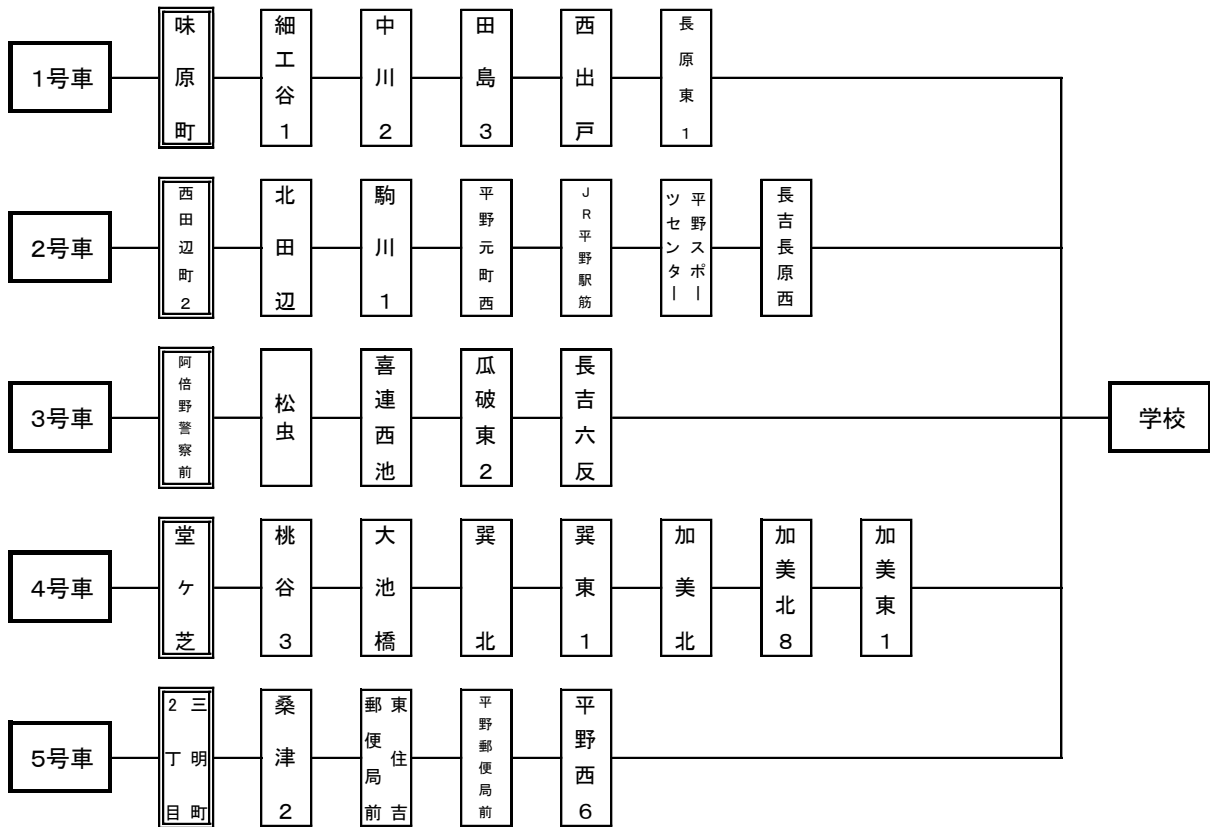 1号車
味原町
細工谷1
中川2
田島3
西出戸
長原東1
2号車
西田辺町2
北田辺
駒川1
平野元町西
JR平野駅筋
平野スポー
ツセンター
長吉長原西
3号車
阿倍野警察前
松虫
喜連西池
瓜破東2
長吉六反
学校
4号車
堂ヶ芝
桃谷3
大池橋
巽北
巽東1
加美北
加美北8
加美東1
5号車
三明町
2丁目
桑津2
東住吉
郵便局前
平野郵便局前
平野西6